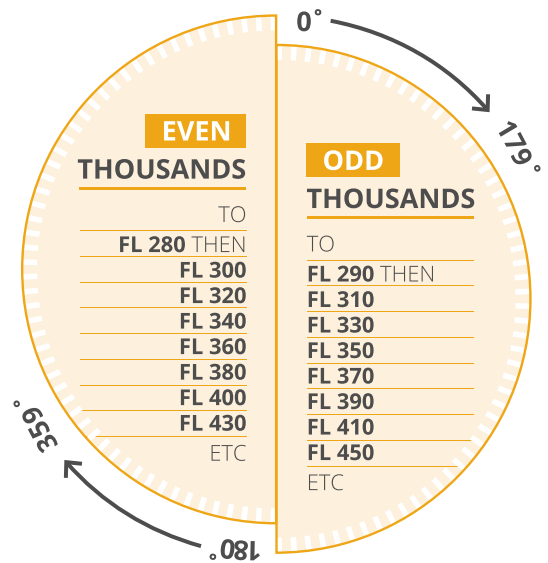 0°
179°
EVEN
THOUSANDS
TO
FL 280 THEN
FL 300
FL 320
FL 340
FL 360
FL 380
FL 400
FL 430
ETC
ODD
THOUSANDS
TO
FL 290 THEN
FL 310
FL 330
FL 350
FL 370
FL 390
FL 410
FL 450
ETC
359°
180°